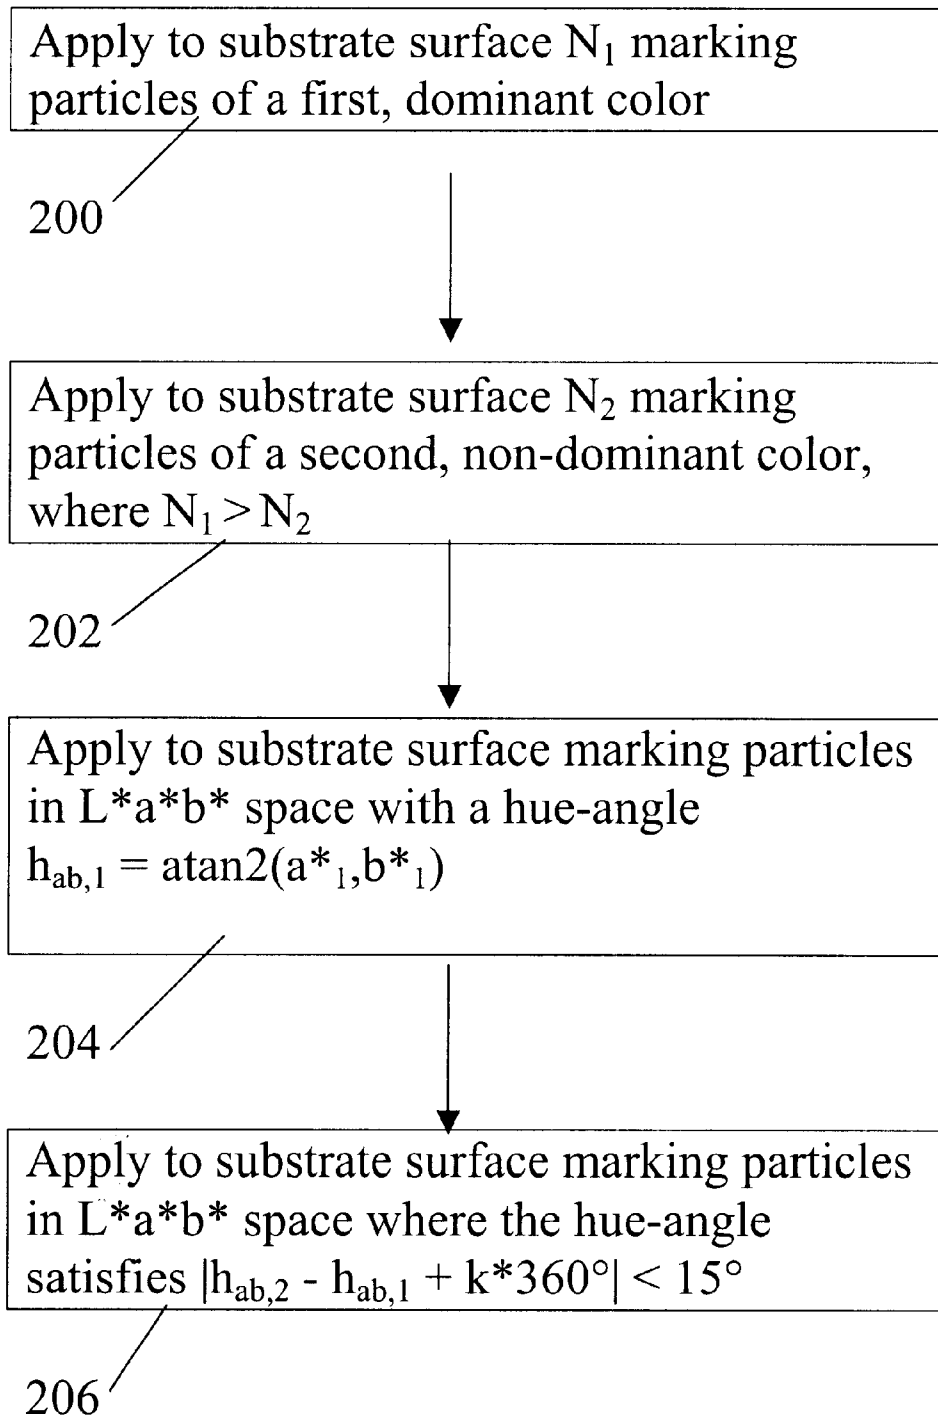 Apply to substrate surface N₁ marking
particles of a first, dominant color
200
Apply to substrate surface N₂ marking
particles of a second, non-dominant color,
where N₁ > N₂
202
Apply to substrate surface marking particles
in L*a*b* space with a hue-angle
h_ab,1 = atan2(a*₁,b*₁)
204
Apply to substrate surface marking particles
in L*a*b* space where the hue-angle
satisfies |h_ab,2 - h_ab,1 + k*360°| < 15°
206